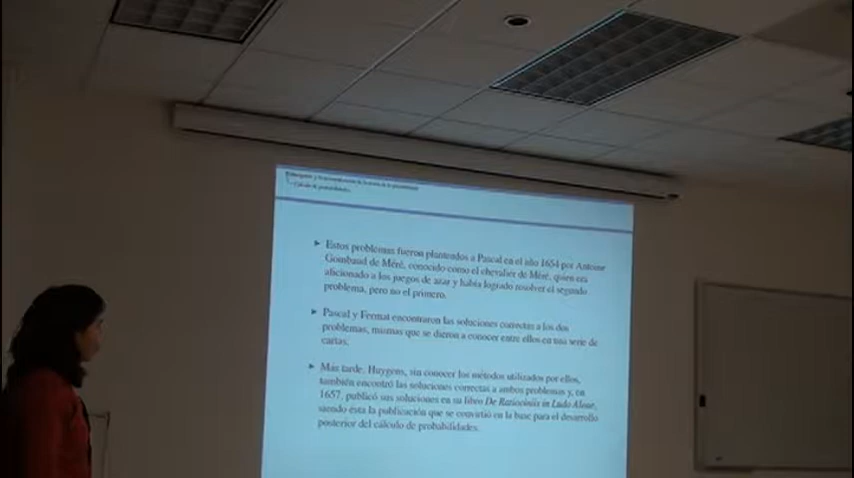 Cálculo de probabilidades
▸ Estos problemas fueron planteados a Pascal en el año 1654 por Antoine
Gombaud de Méré, conocido como el chevalier de Méré, quien era
aficionado a los juegos de azar y había logrado resolver el segundo
problema, pero no el primero.
▸ Pascal y Fermat encontraron las soluciones correctas a los dos
problemas, mismas que se dieron a conocer entre ellos en una serie de
cartas.
▸ Más tarde, Huygens, sin conocer los métodos utilizados por ellos,
también encontró las soluciones correctas a ambos problemas y, en
1657, publicó sus soluciones en su libro De Ratiociniis in Ludo Aleae,
siendo ésta la publicación que se convirtió en la base para el desarrollo
posterior del cálculo de probabilidades.